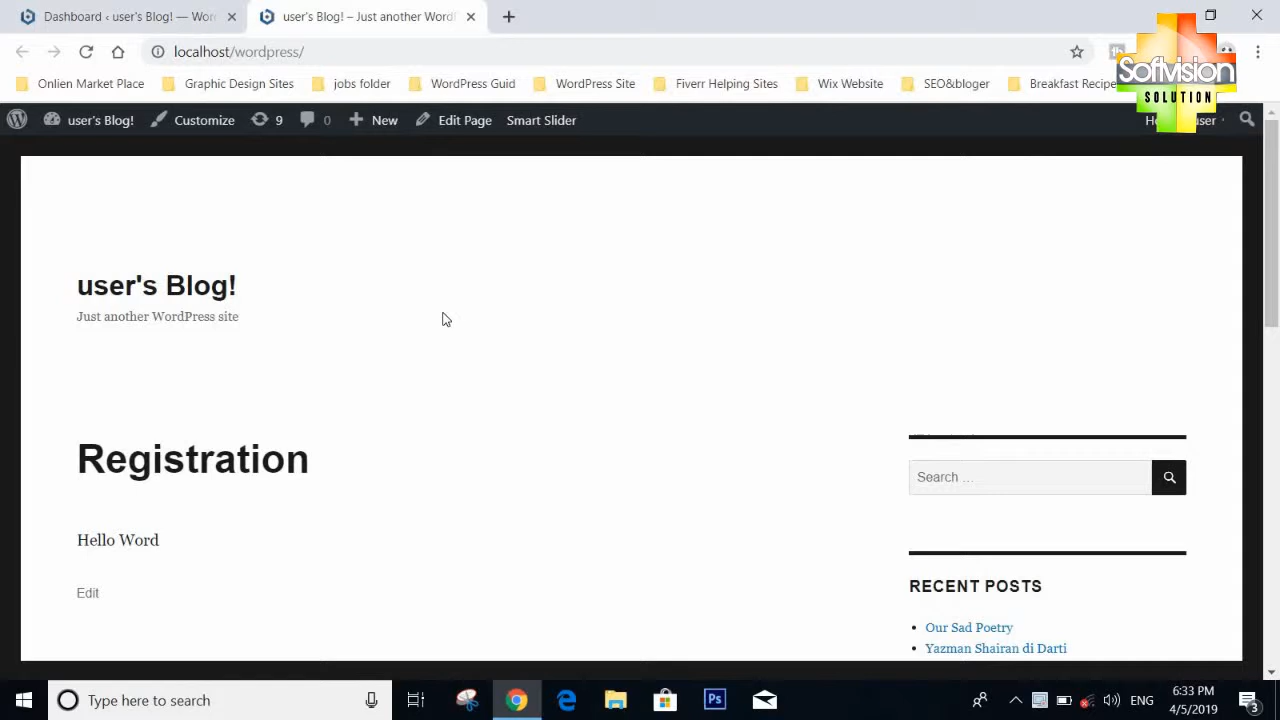 Dashboard ‹ user's Blog! — Wor
user's Blog! – Just another Word
localhost/wordpress/
Onlien Market Place
Graphic Design Sites
jobs folder
WordPress Guid
WordPress Site
Fiverr Helping Sites
Wix Website
SEO&bloger
Breakfast Recipe
Softvision
SOLUTION
user's Blog!
Customize
9
0
New
Edit Page
Smart Slider
user
user's Blog!
Just another WordPress site
Registration
Search ...
Hello Word
Edit
RECENT POSTS
Our Sad Poetry
Yazman Shairan di Darti
Type here to search
ENG
6:33 PM
4/5/2019
3